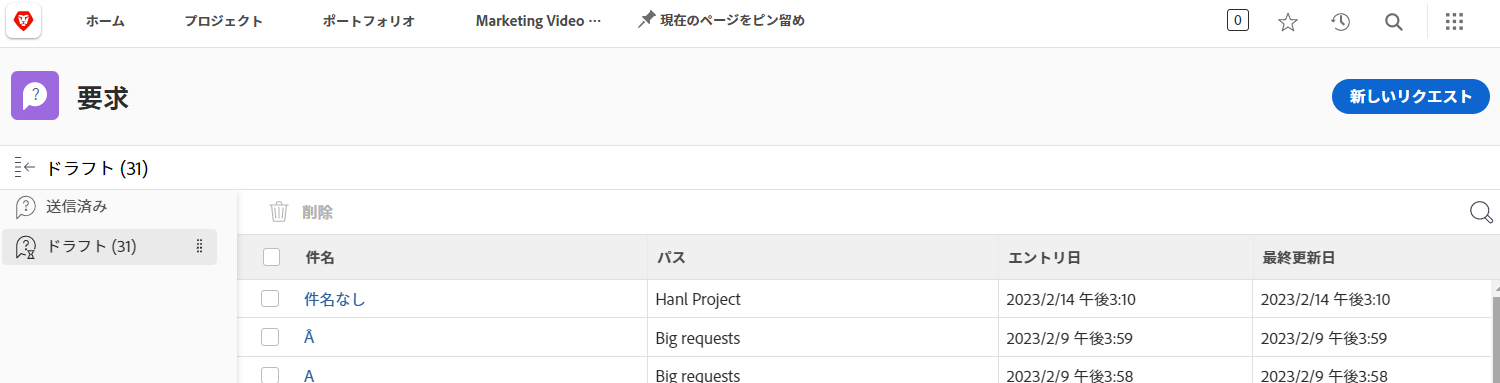 ホーム プロジェクト ポートフォリオ Marketing Video ··· 現在のページをピン留め 0
要求
新しいリクエスト
ドラフト (31)
送信済み
ドラフト (31)
削除
件名 パス エントリ日 最終更新日
件名なし Hanl Project 2023/2/14 午後3:10 2023/2/14 午後3:10
Â Big requests 2023/2/9 午後3:59 2023/2/9 午後3:59
A Big requests 2023/2/9 午後3:58 2023/2/9 午後3:58